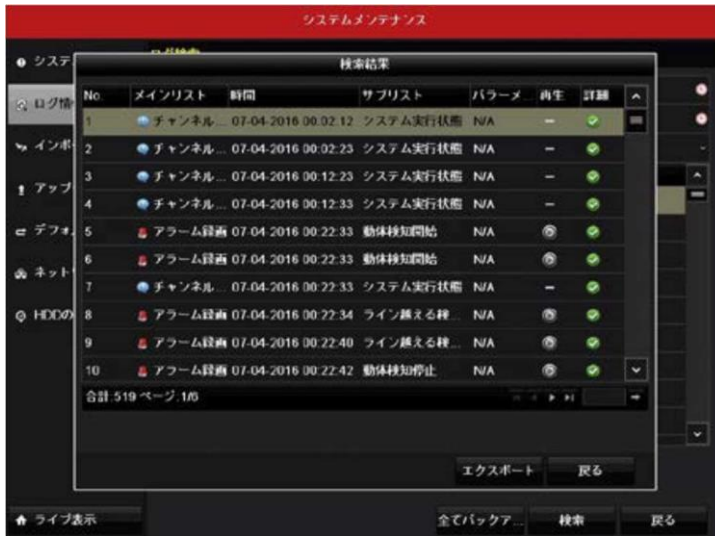 システムメンテナンス
検索結果
No. メインリスト 時間 サブリスト パラーメ... 再生 詳細
1 チャンネル... 07-04-2016 00:02:12 システム実行状態 N/A
2 チャンネル... 07-04-2016 00:02:23 システム実行状態 N/A
3 チャンネル... 07-04-2016 00:12:23 システム実行状態 N/A
4 チャンネル... 07-04-2016 00:12:33 システム実行状態 N/A
5 アラーム録画 07-04-2016 00:22:33 動体検知開始 N/A
6 アラーム録画 07-04-2016 00:22:33 動体検知開始 N/A
7 チャンネル... 07-04-2016 00:22:33 システム実行状態 N/A
8 アラーム録画 07-04-2016 00:22:34 ライン越える検... N/A
9 アラーム録画 07-04-2016 00:22:40 ライン越える検... N/A
10 アラーム録画 07-04-2016 00:22:42 動体検知停止 N/A
合計:519 ページ:1/6
エクスポート 戻る
システ
ログ情
インポ
アップ
デフォ
ネット
HDDの
ライブ表示 全てバックア... 検索 戻る